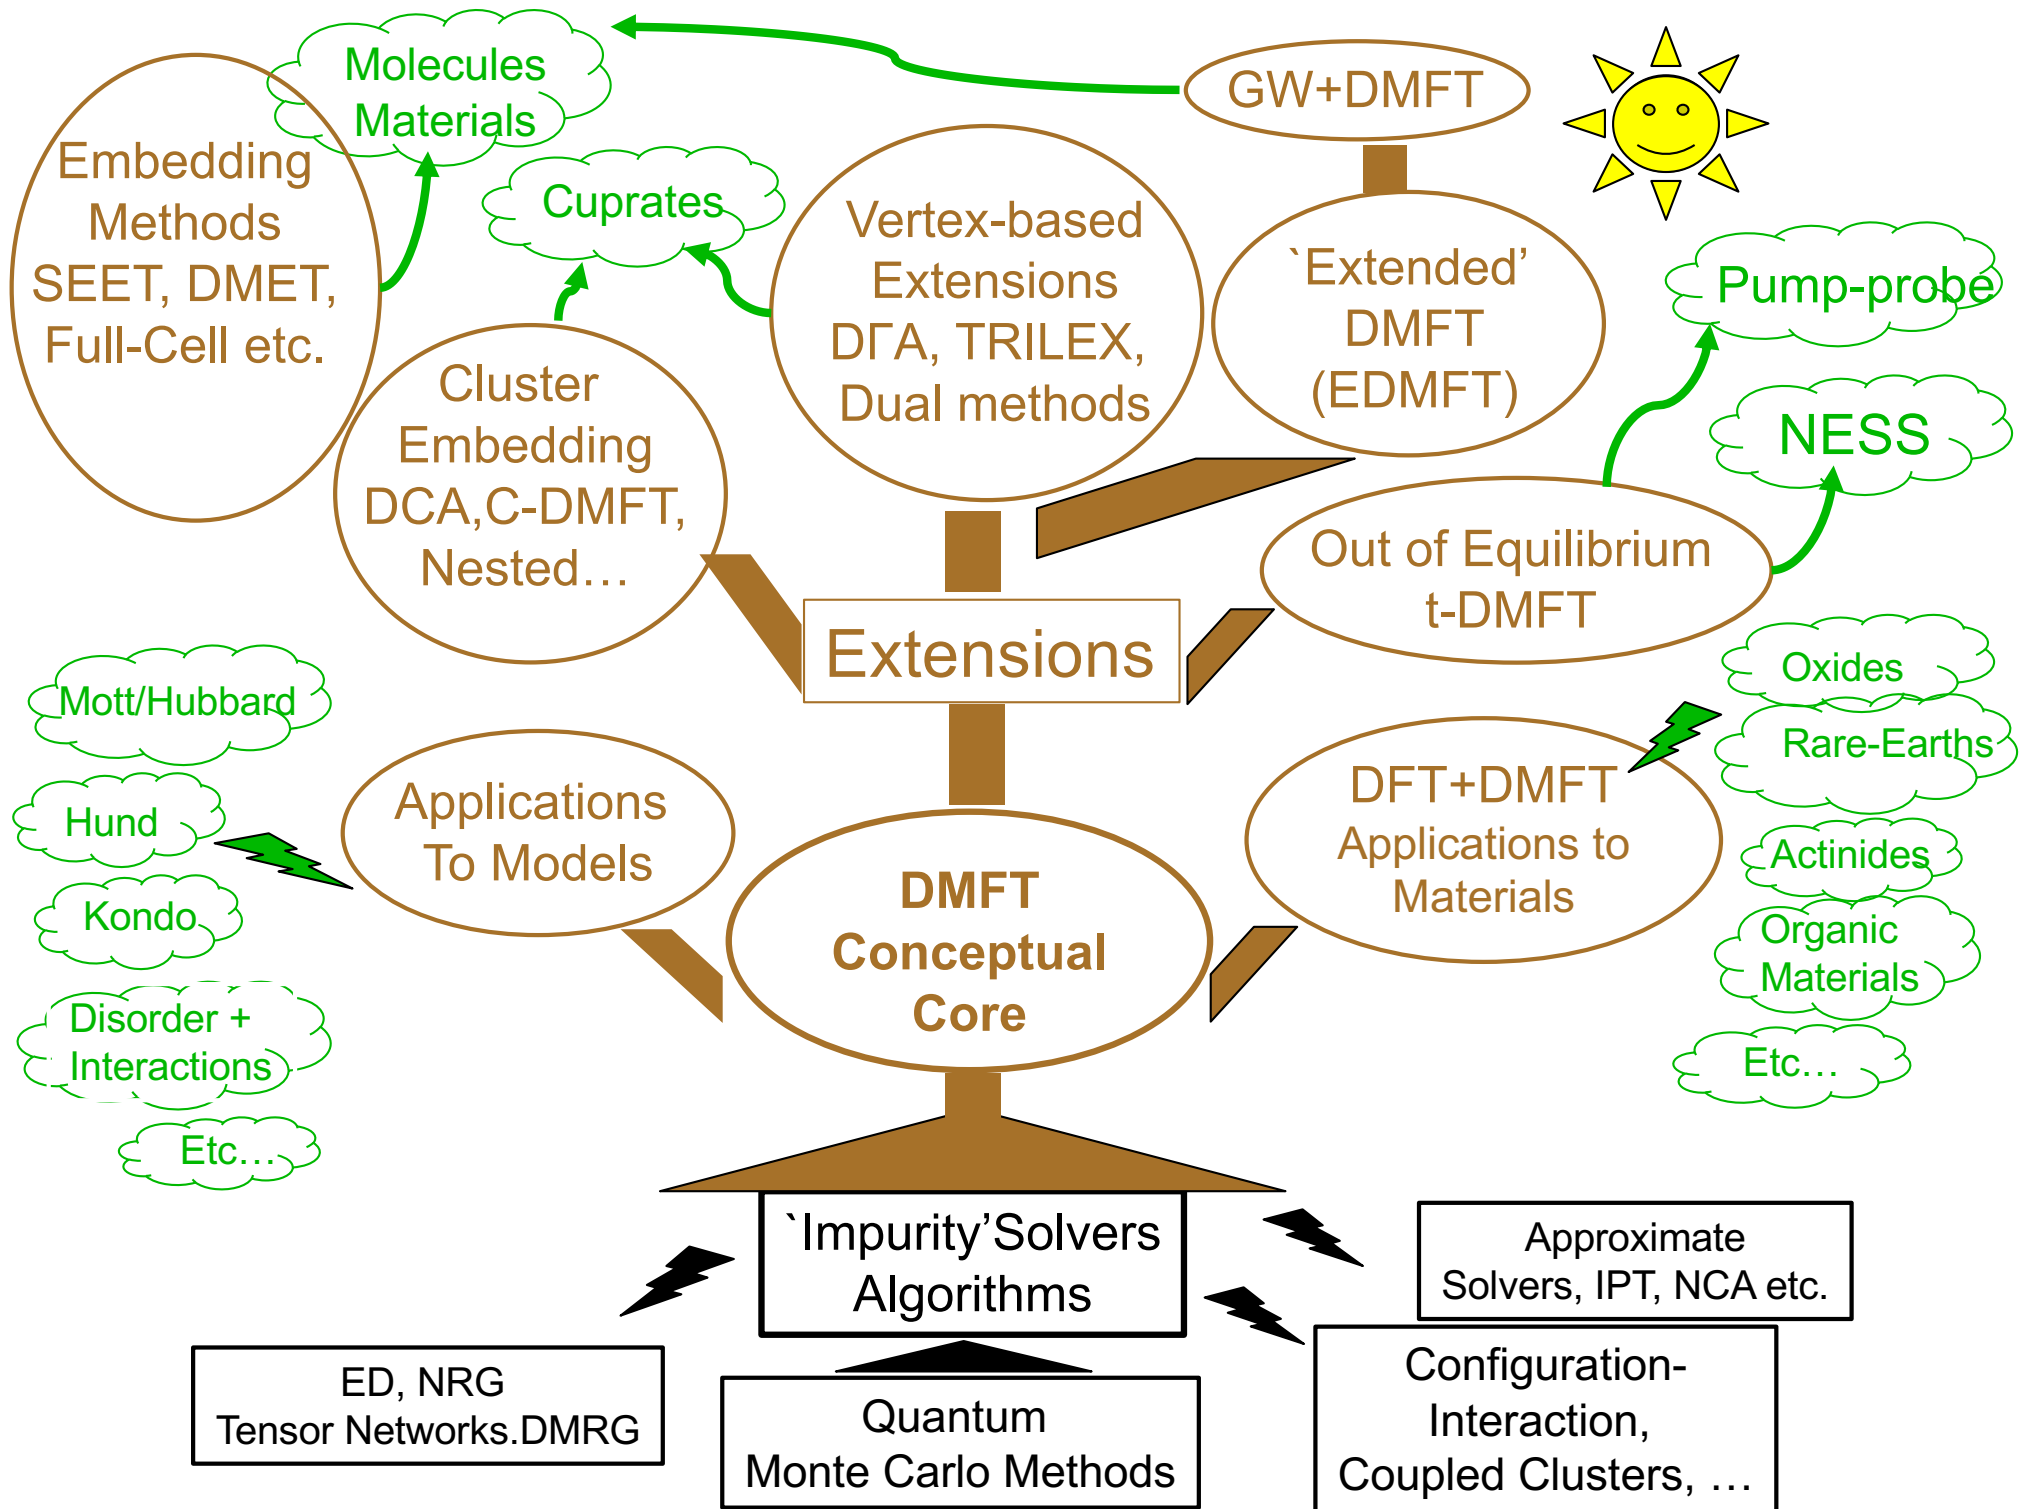 Molecules
Materials
GW+DMFT
Embedding
Methods
SEET, DMET,
Full-Cell etc.
Cuprates
Vertex-based
Extensions
DΓA, TRILEX,
Dual methods
`Extended’
DMFT
(EDMFT)
Pump-probe
NESS
Cluster
Embedding
DCA,C-DMFT,
Nested…
Out of Equilibrium
t-DMFT
Extensions
Mott/Hubbard
Hund
Kondo
Disorder +
Interactions
Etc…
Applications
To Models
DMFT
Conceptual
Core
DFT+DMFT
Applications to
Materials
Oxides
Rare-Earths
Actinides
Organic
Materials
Etc…
`Impurity’Solvers
Algorithms
Approximate
Solvers, IPT, NCA etc.
ED, NRG
Tensor Networks.DMRG
Quantum
Monte Carlo Methods
Configuration-
Interaction,
Coupled Clusters, …